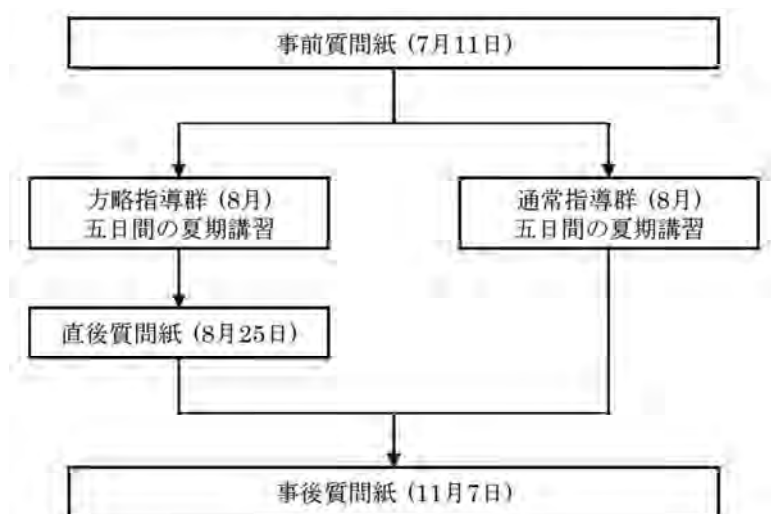 事前質問紙 (7月11日)
方略指導群 (8月)
五日間の夏期講習
通常指導群 (8月)
五日間の夏期講習
直後質問紙 (8月25日)
事後質問紙 (11月7日)